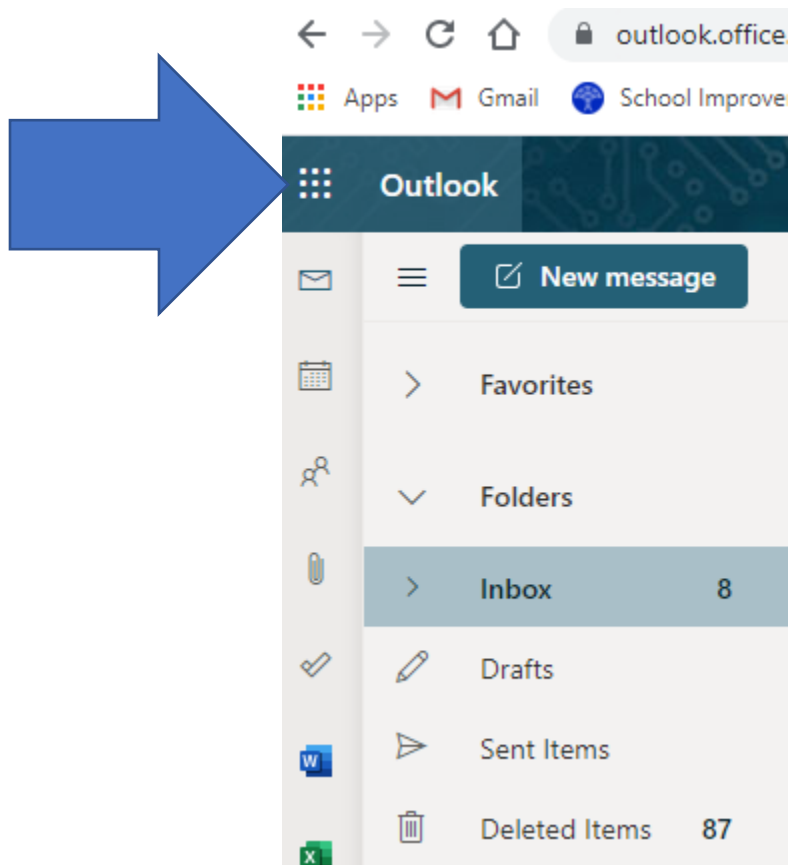 outlook.office.
Apps Gmail School Improve
Outlook
New message
Favorites
Folders
Inbox 8
Drafts
W
Sent Items
X
Deleted Items 87